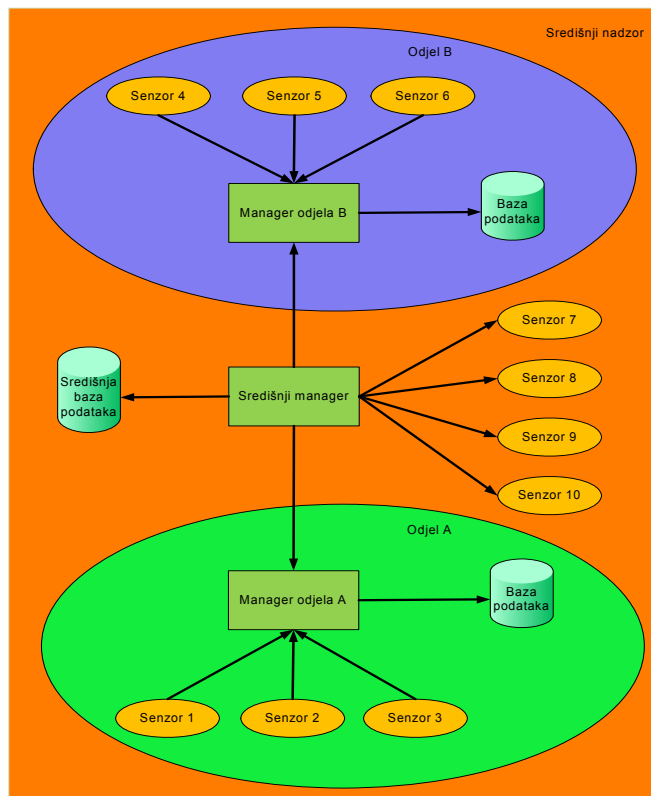 Središnji nadzor
Odjel B
Senzor 4
Senzor 5
Senzor 6
Manager odjela B
Baza
podataka
Senzor 7
Središnja
baza
podataka
Središnji manager
Senzor 8
Senzor 9
Senzor 10
Odjel A
Manager odjela A
Baza
podataka
Senzor 1
Senzor 2
Senzor 3